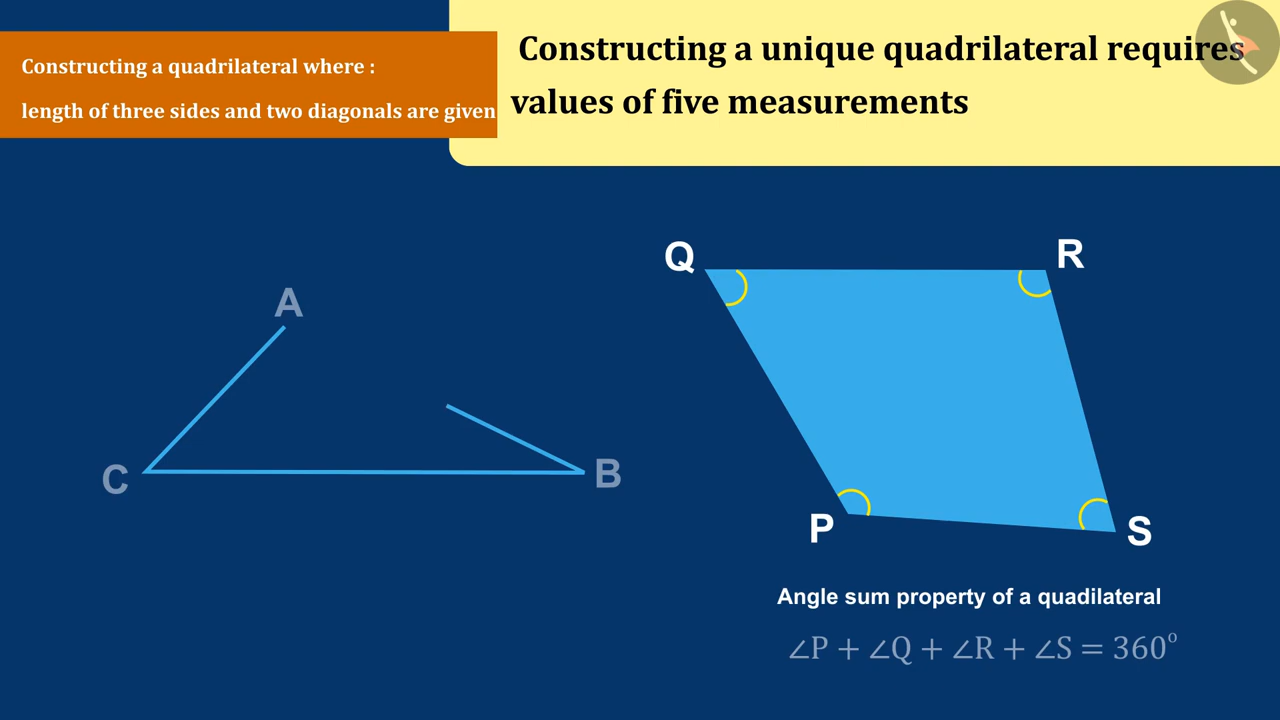 Constructing a quadrilateral where :
length of three sides and two diagonals are given
Constructing a unique quadrilateral requires
values of five measurements
A
C
B
Q
R
P
S
Angle sum property of a quadilateral
∠P + ∠Q + ∠R + ∠S = 360°